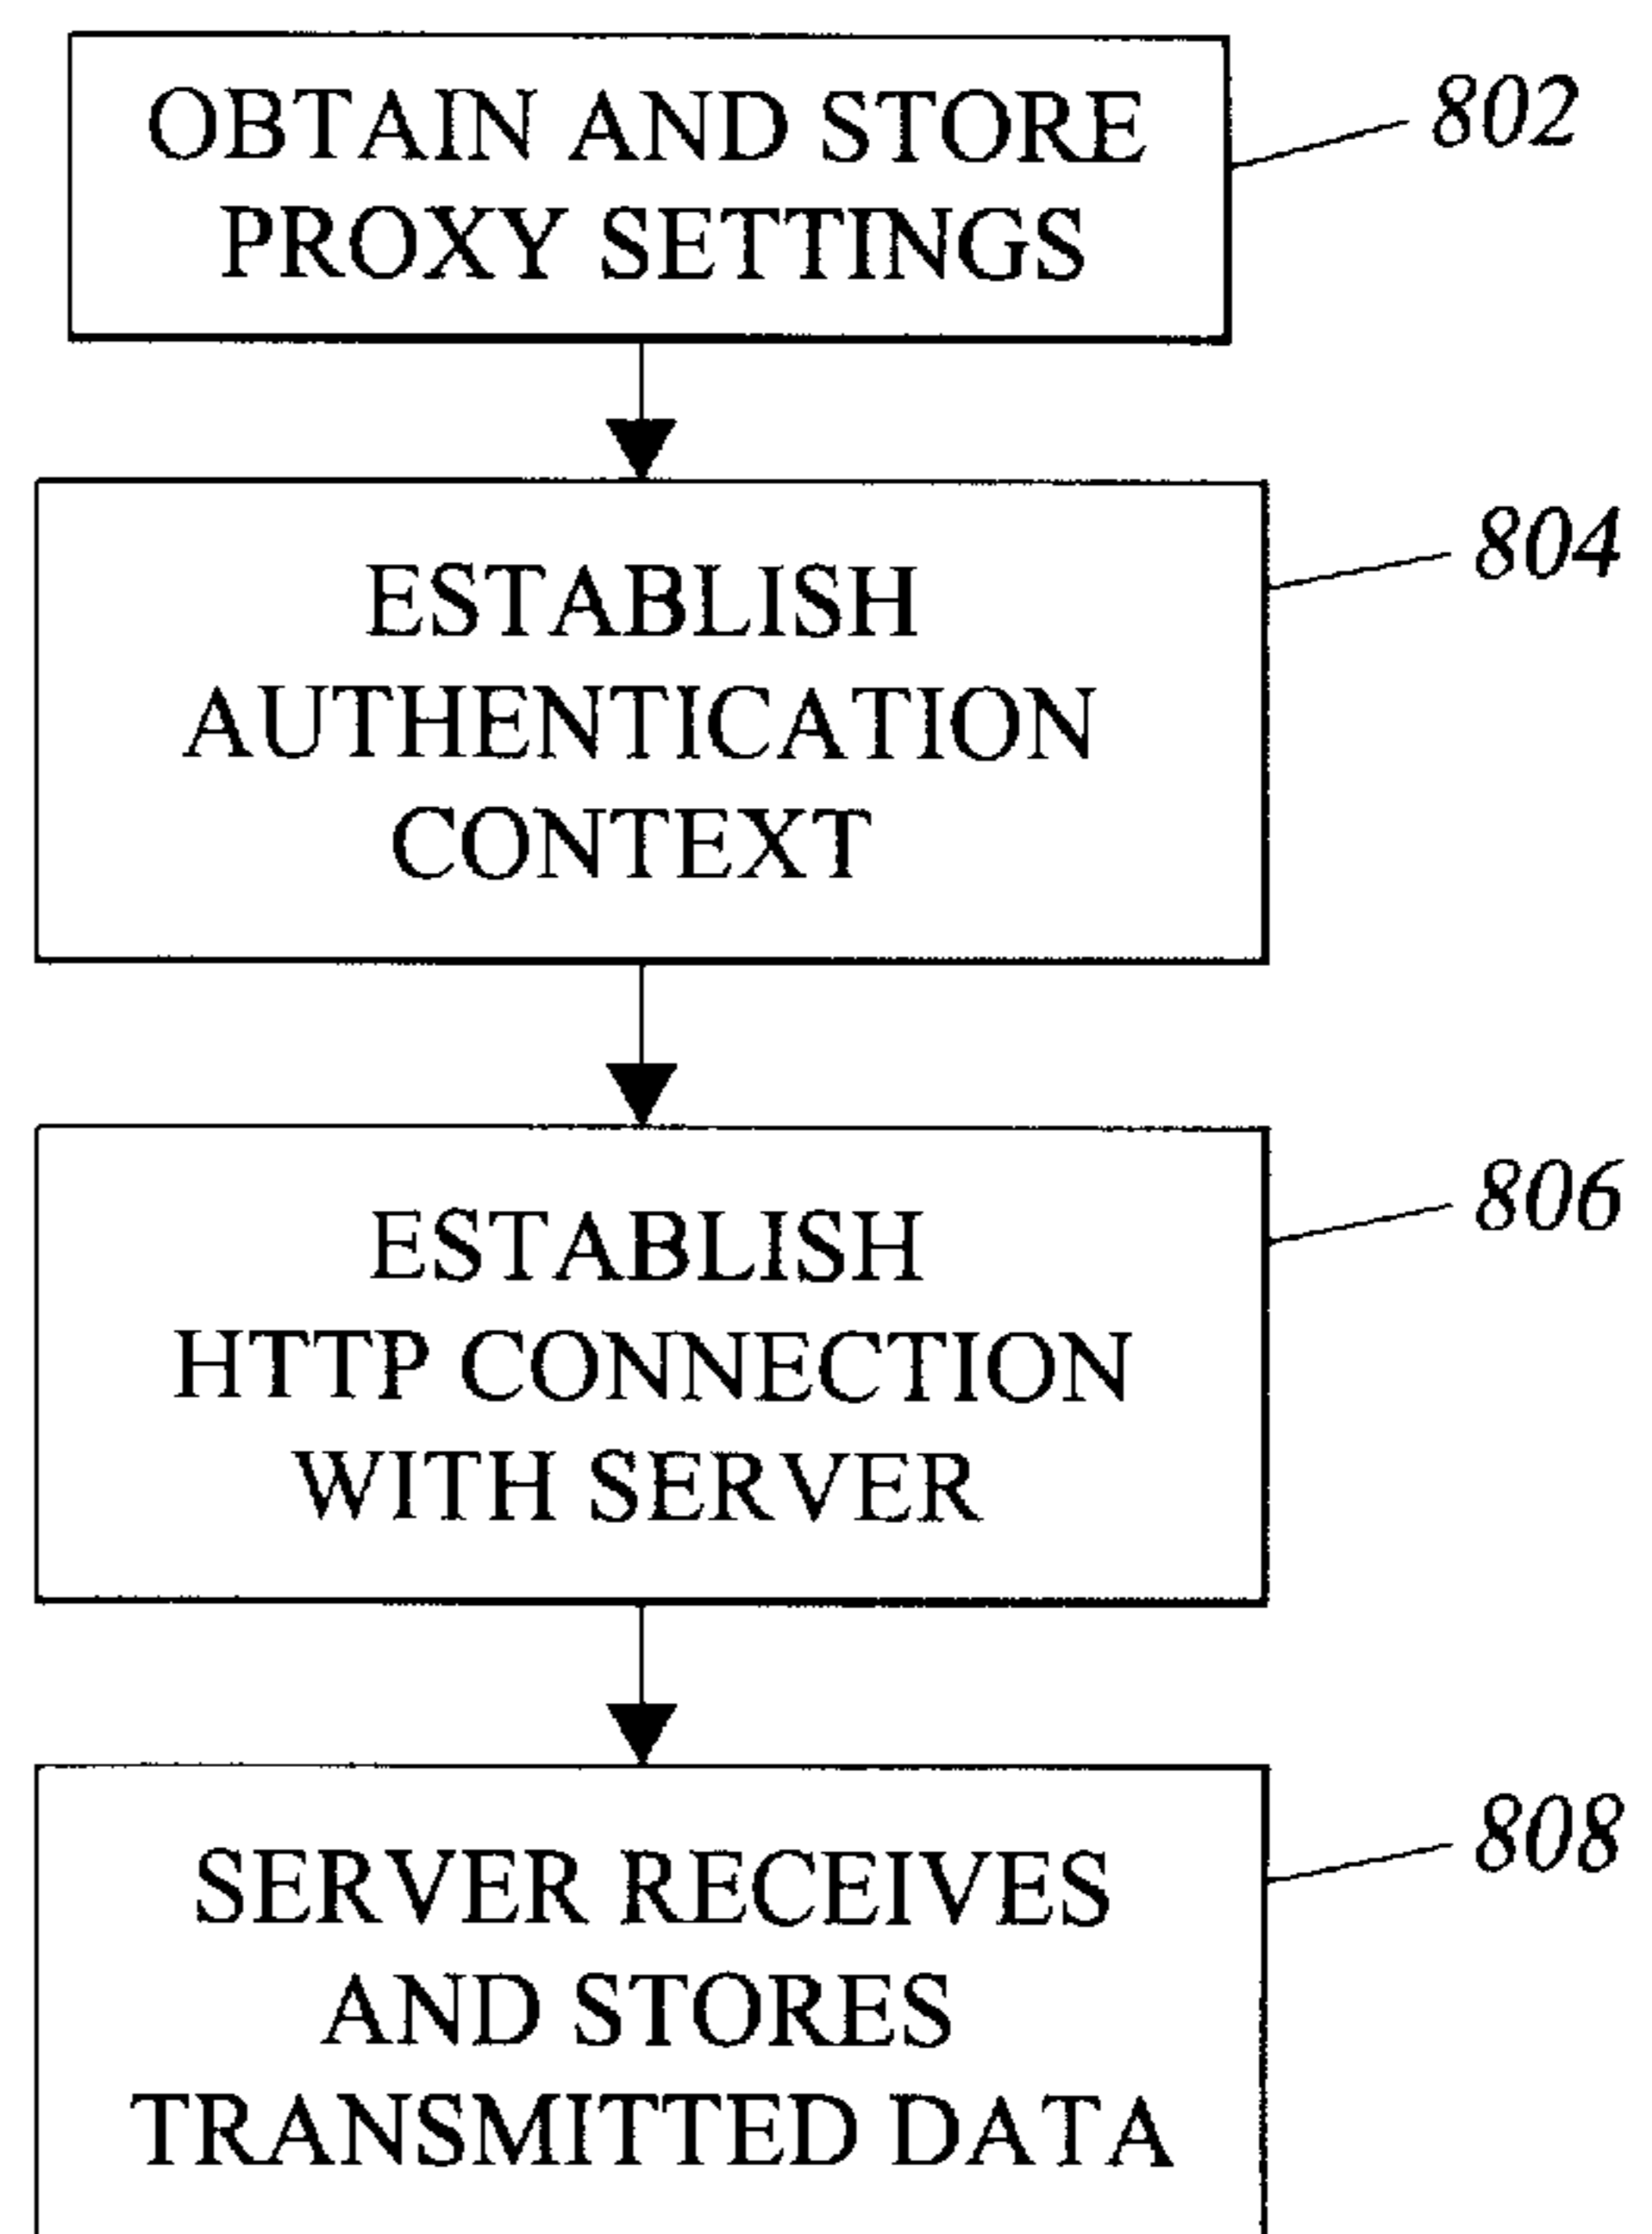 OBTAIN AND STORE
PROXY SETTINGS
802
ESTABLISH
AUTHENTICATION
CONTEXT
804
ESTABLISH
HTTP CONNECTION
WITH SERVER
806
SERVER RECEIVES
AND STORES
TRANSMITTED DATA
808